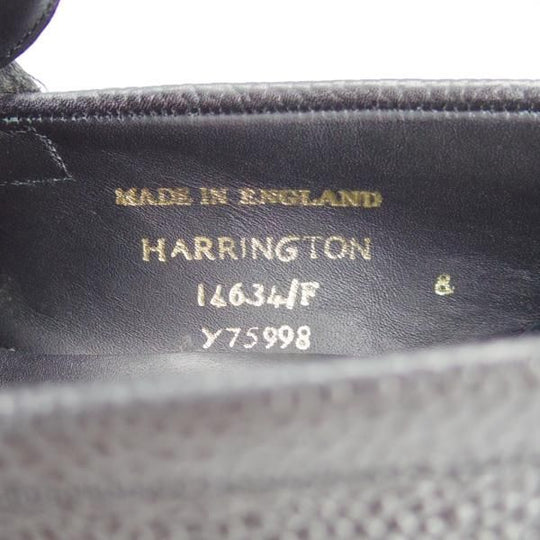 MADE IN ENGLAND
HARRINGTON
14634/F 8
Y75998